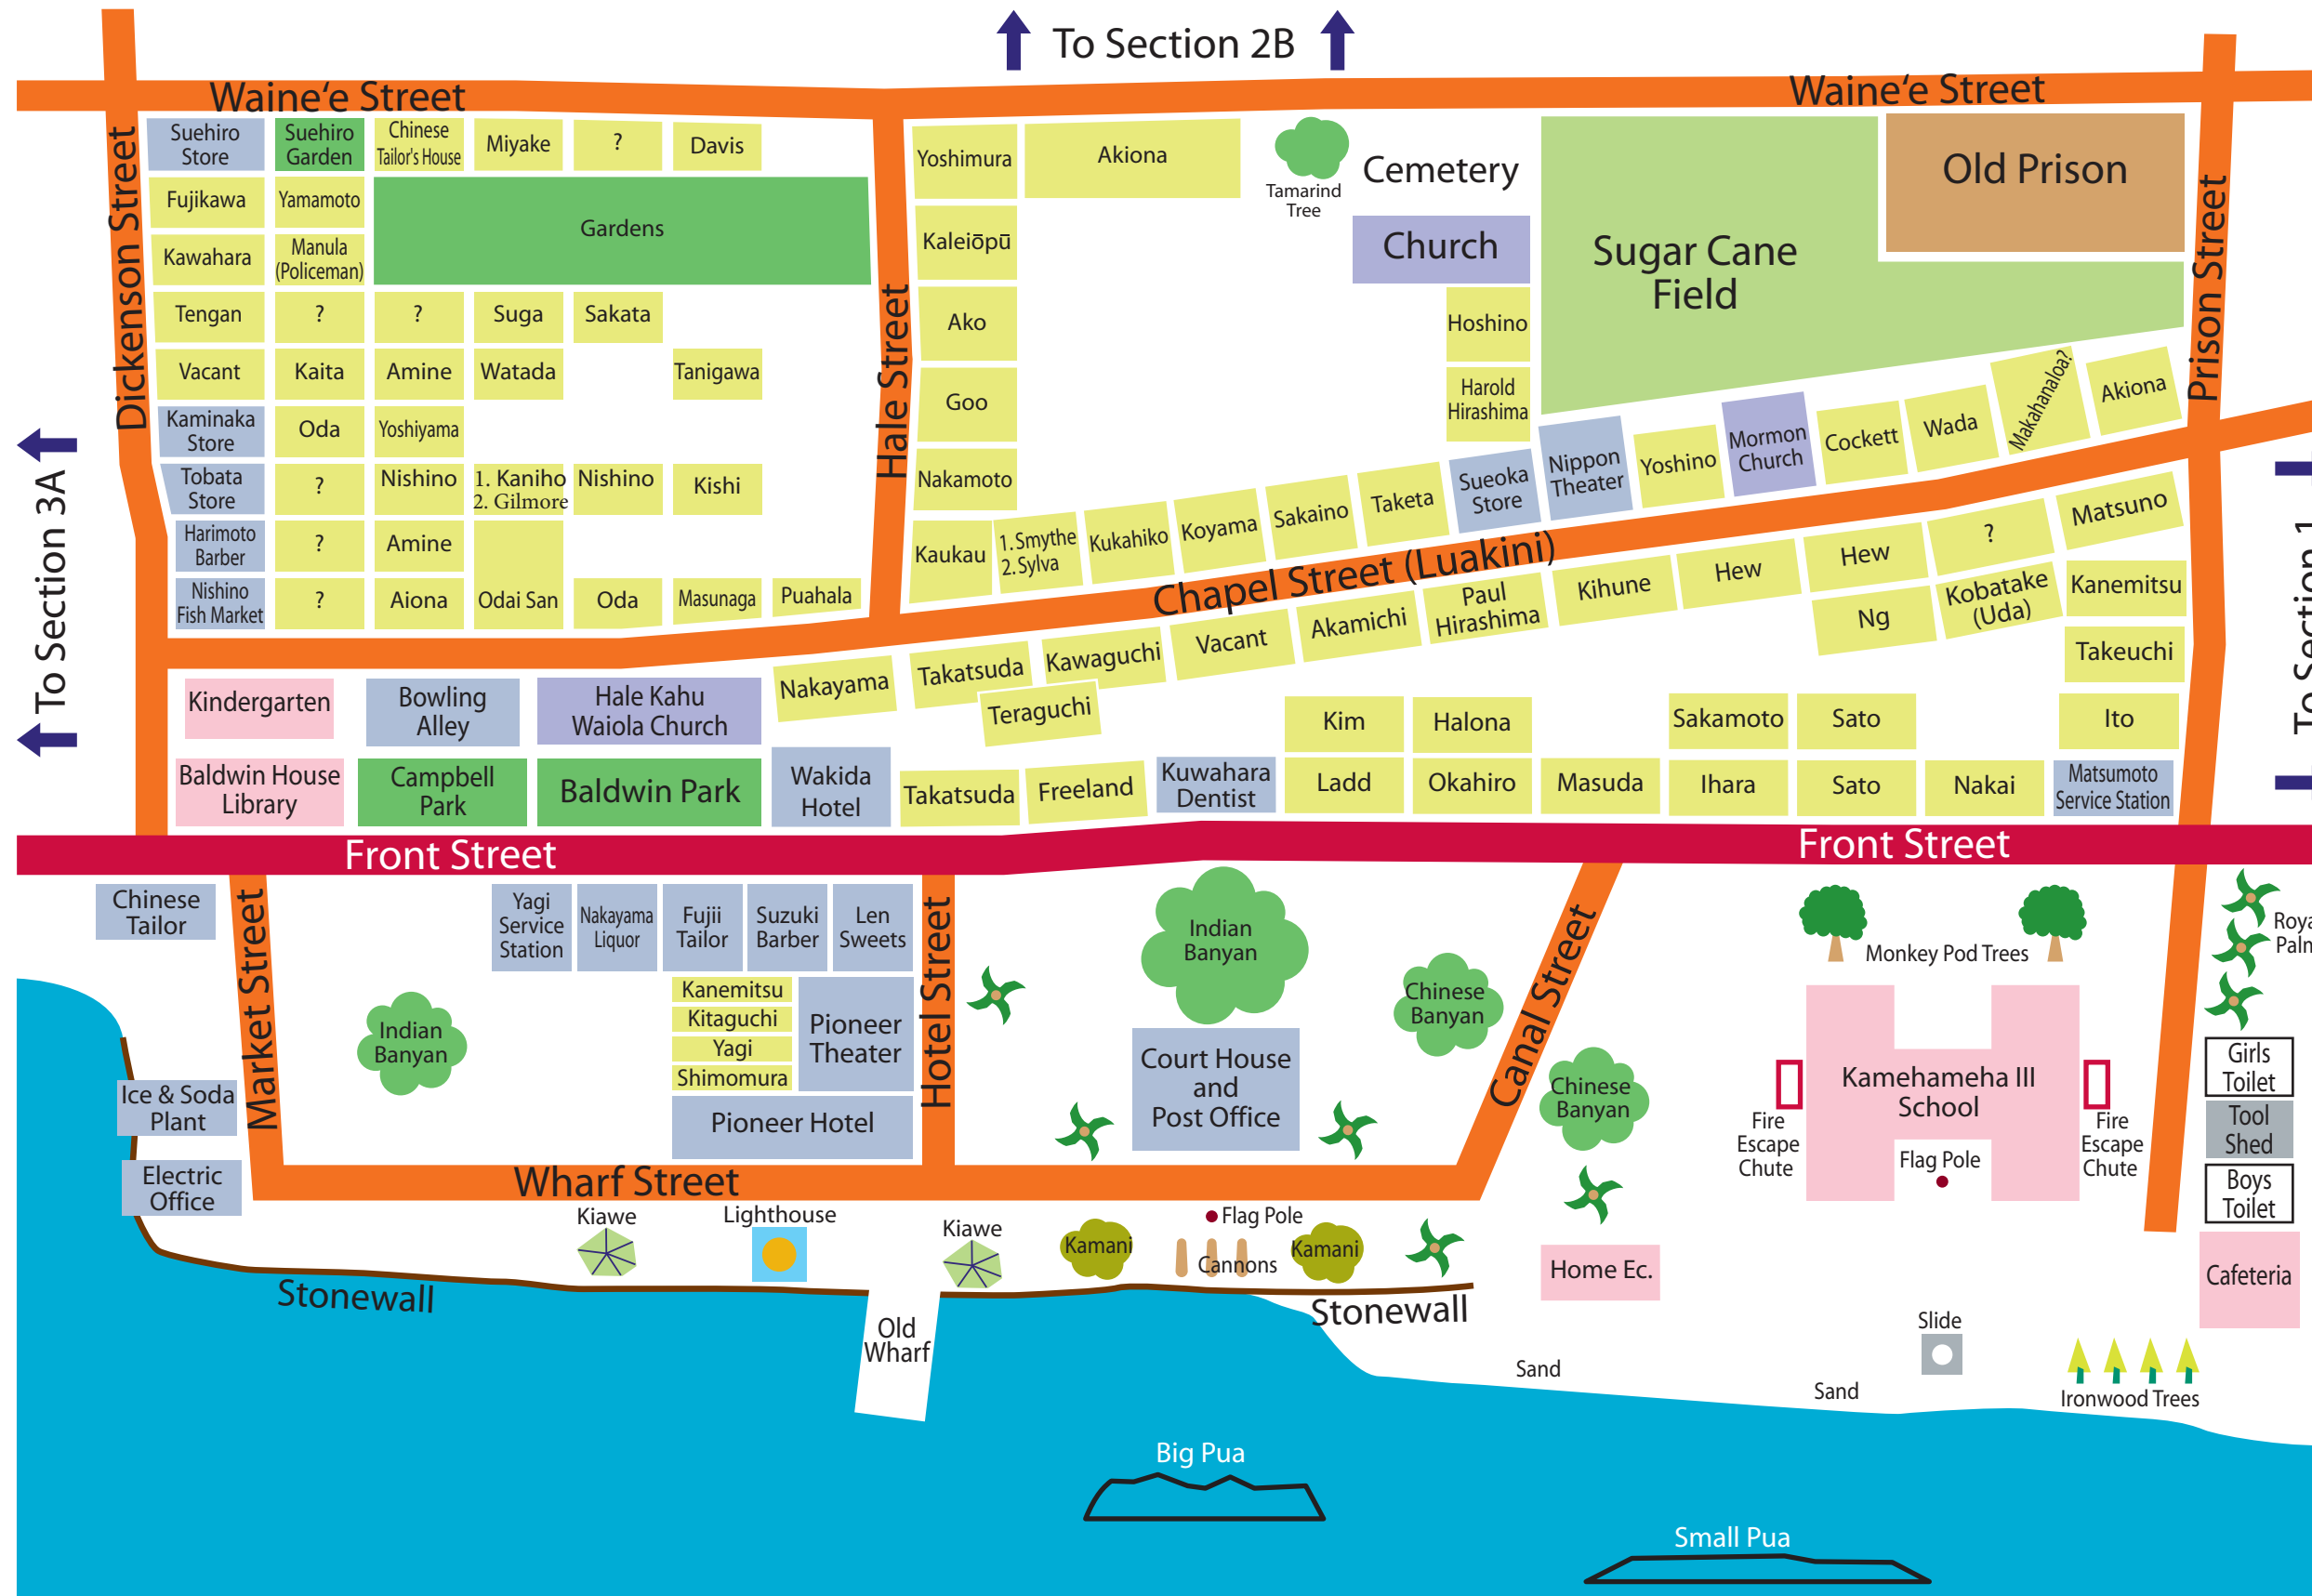 To Section 2B
Waine‘e Street
Waine‘e Street
Dickenson Street
Hale Street
Prison Street
To Section 3A
Suehiro
Store
Suehiro
Garden
Chinese
Tailor's House
Miyake
?
Davis
Fujikawa
Yamamoto
Gardens
Kawahara
Manula
(Policeman)
Tengan
?
?
Suga
Sakata
Vacant
Kaita
Amine
Watada
Tanigawa
Kaminaka
Store
Oda
Yoshiyama
Tobata
Store
?
Nishino
1. Kaniho
2. Gilmore
Nishino
Kishi
Harimoto
Barber
?
Amine
Nishino
Fish Market
?
Aiona
Odai San
Oda
Masunaga
Puahala
Yoshimura
Akiona
Tamarind
Tree
Cemetery
Church
Kaleiōpū
Ako
Goo
Nakamoto
Hoshino
Harold
Hirashima
Sugar Cane
Field
Old Prison
Kaukau
1. Smythe
2. Sylva
Kukahiko
Koyama
Sakaino
Taketa
Sueoka
Store
Nippon
Theater
Yoshino
Mormon
Church
Cockett
Wada
Makahanaloa?
Akiona
Chapel Street (Luakini)
Nakayama
Takatsuda
Kawaguchi
Vacant
Akamichi
Paul
Hirashima
Kihune
Hew
Hew
?
Matsuno
Teraguchi
Ng
Kobatake
(Uda)
Kanemitsu
Takeuchi
Kindergarten
Bowling
Alley
Hale Kahu
Waiola Church
Kim
Halona
Sakamoto
Sato
Ito
Baldwin House
Library
Campbell
Park
Baldwin Park
Wakida
Hotel
Takatsuda
Freeland
Kuwahara
Dentist
Ladd
Okahiro
Masuda
Ihara
Sato
Nakai
Matsumoto
Service Station
To Section 1
Front Street
Front Street
Chinese
Tailor
Market Street
Yagi
Service
Station
Nakayama
Liquor
Fujii
Tailor
Suzuki
Barber
Len
Sweets
Hotel Street
Indian
Banyan
Kanemitsu
Kitaguchi
Yagi
Shimomura
Pioneer
Theater
Pioneer Hotel
Indian
Banyan
Chinese
Banyan
Canal Street
Court House
and
Post Office
Chinese
Banyan
Monkey Pod Trees
Kamehameha III
School
Flag Pole
Fire
Escape
Chute
Fire
Escape
Chute
Girls
Toilet
Tool
Shed
Boys
Toilet
Cafeteria
Ice & Soda
Plant
Electric
Office
Wharf Street
Kiawe
Lighthouse
Kiawe
Kamani
Flag Pole
Cannons
Kamani
Home Ec.
Stonewall
Stonewall
Old
Wharf
Sand
Sand
Slide
Ironwood Trees
Big Pua
Small Pua